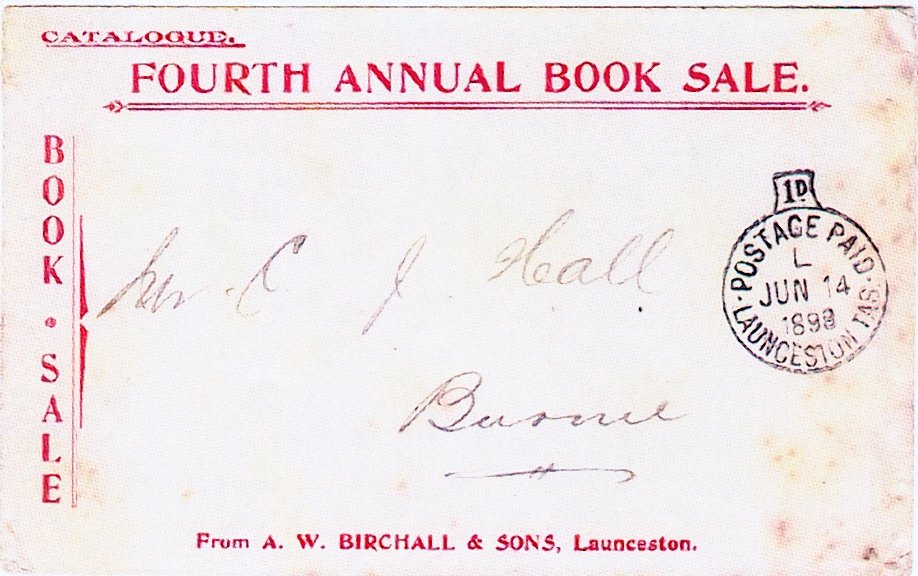 CATALOGUE.
FOURTH ANNUAL BOOK SALE.
BOOK • SALE
1D
POSTAGE PAID
L
JUN 14
LAUNCESTON TAS.
Mr. C. J. Hall.
Burnie
From A. W. BIRCHALL & SONS, Launceston.